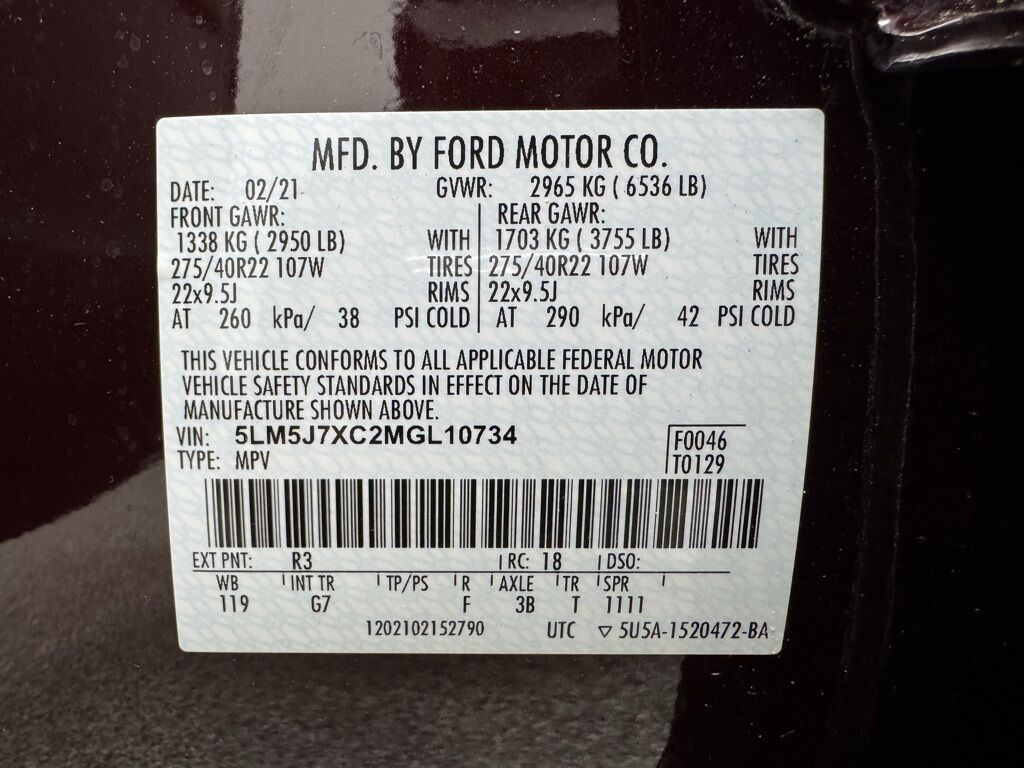 MFD. BY FORD MOTOR CO.
DATE: 02/21 GVWR: 2965 KG ( 6536 LB)
FRONT GAWR: REAR GAWR:
1338 KG ( 2950 LB) WITH 1703 KG ( 3755 LB) WITH
275/40R22 107W TIRES 275/40R22 107W TIRES
22x9.5J RIMS 22x9.5J RIMS
AT 260 kPa/ 38 PSI COLD AT 290 kPa/ 42 PSI COLD
THIS VEHICLE CONFORMS TO ALL APPLICABLE FEDERAL MOTOR
VEHICLE SAFETY STANDARDS IN EFFECT ON THE DATE OF
MANUFACTURE SHOWN ABOVE.
VIN: 5LM5J7XC2MGL10734 F0046
TYPE: MPV T0129
EXT PNT: R3 RC: 18 DSO:
WB INT TR TP/PS R AXLE TR SPR
119 G7 F 3B T 1111
1202102152790 UTC ▽ 5U5A-1520472-BA